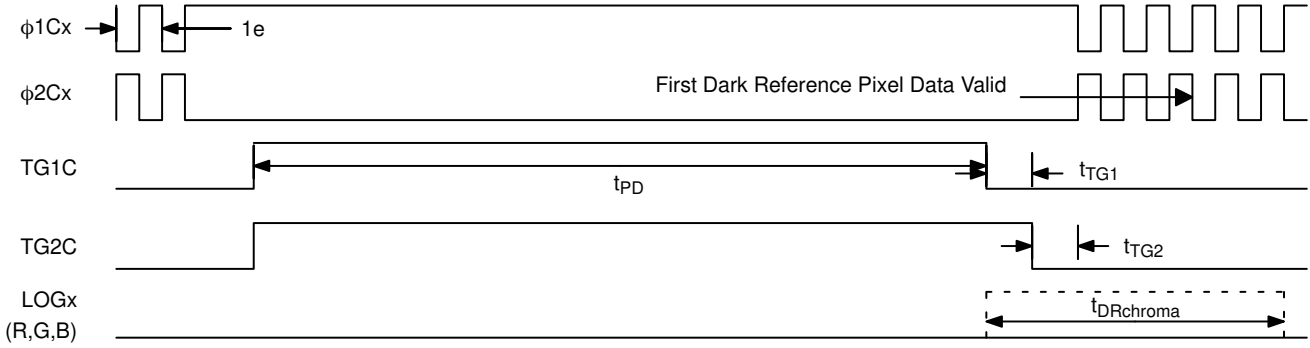 ϕ1Cx
1e
ϕ2Cx
First Dark Reference Pixel Data Valid
TG1C
tPD
tTG1
TG2C
tTG2
LOGx
(R,G,B)
tDRchroma